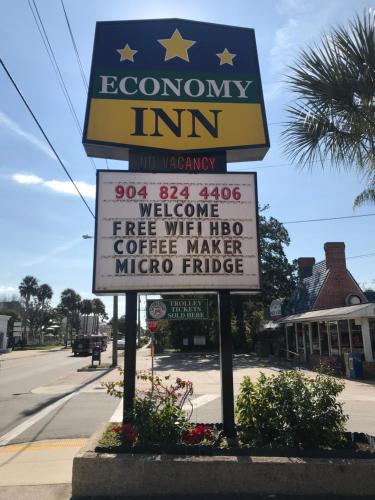 ECONOMY
INN
NO VACANCY
904 824 4406
WELCOME
FREE WIFI HBO
COFFEE MAKER
MICRO FRIDGE
TROLLEY
TICKETS
SOLD HERE